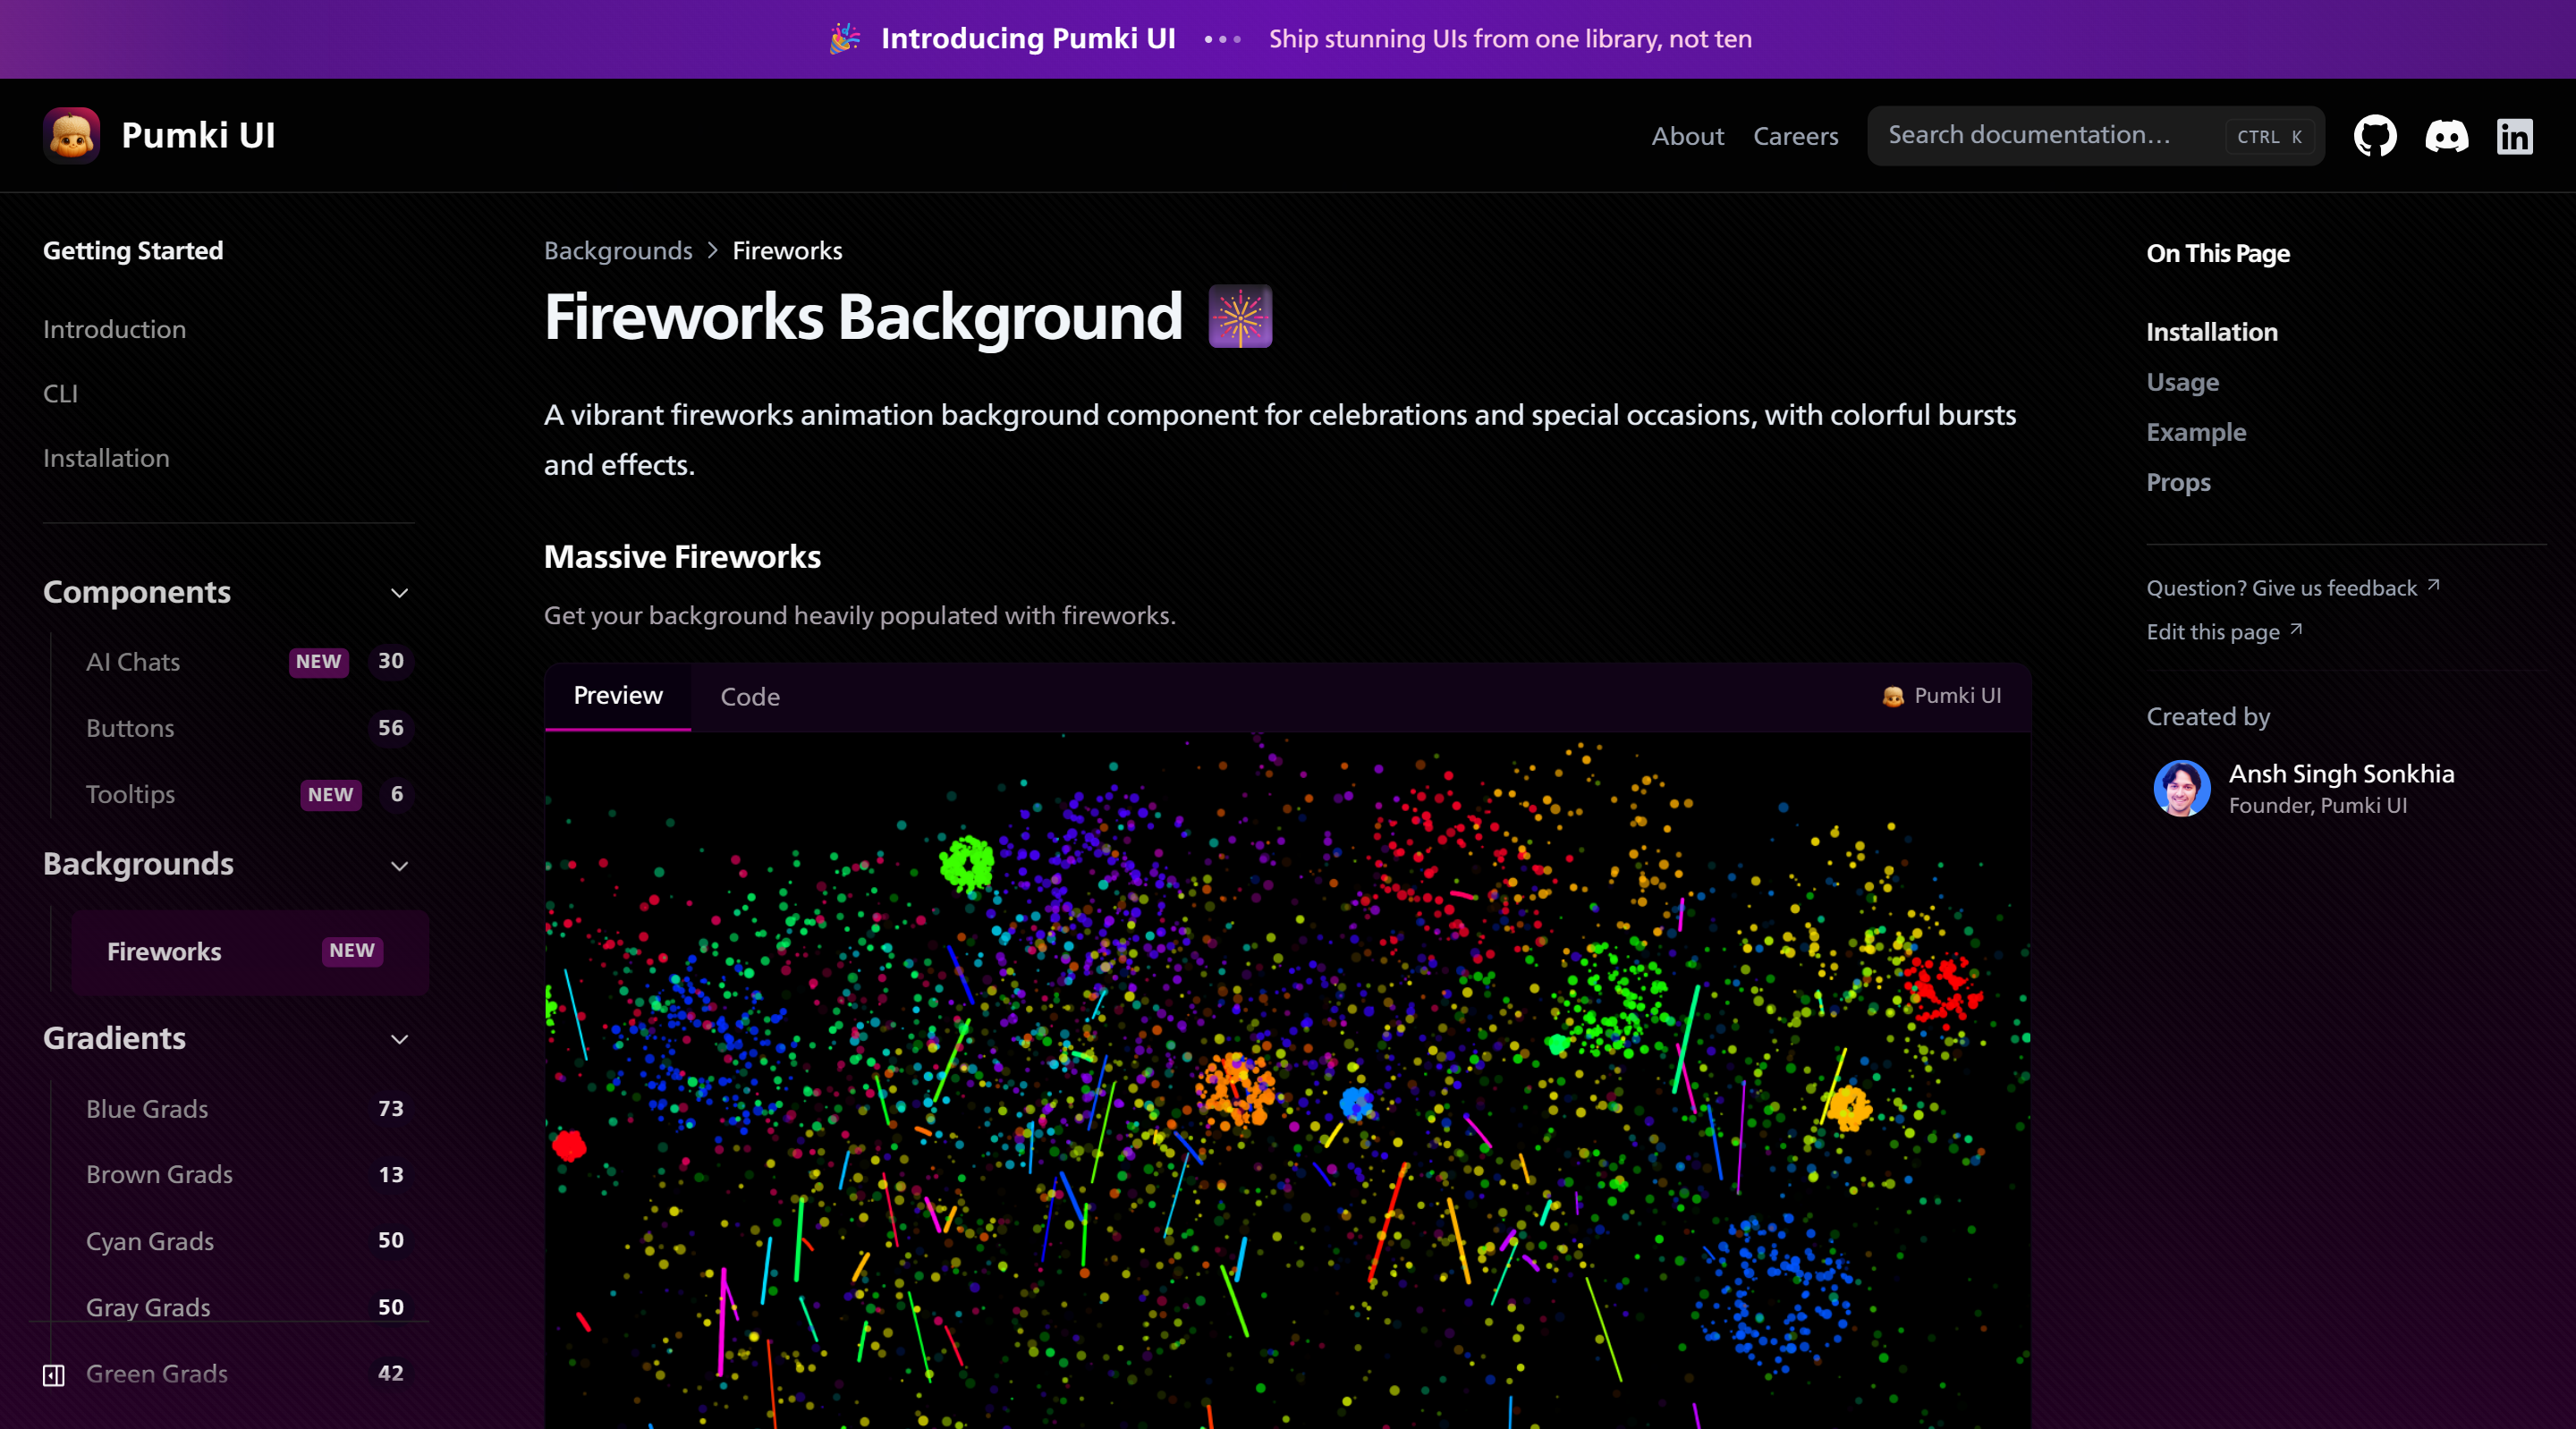 Introducing Pumki UI
Ship stunning UIs from one library, not ten
Pumki UI
About
Careers
Search documentation...
CTRL K
Getting Started
Introduction
CLI
Installation
Components
AI Chats NEW 30
Buttons 56
Tooltips NEW 6
Backgrounds
Fireworks NEW
Gradients
Blue Grads 73
Brown Grads 13
Cyan Grads 50
Gray Grads 50
Green Grads 42
Backgrounds > Fireworks
Fireworks Background
A vibrant fireworks animation background component for celebrations and special occasions, with colorful bursts
and effects.
Massive Fireworks
Get your background heavily populated with fireworks.
Preview
Code
Pumki UI
On This Page
Installation
Usage
Example
Props
Question? Give us feedback
Edit this page
Created by
Ansh Singh Sonkhia
Founder, Pumki UI